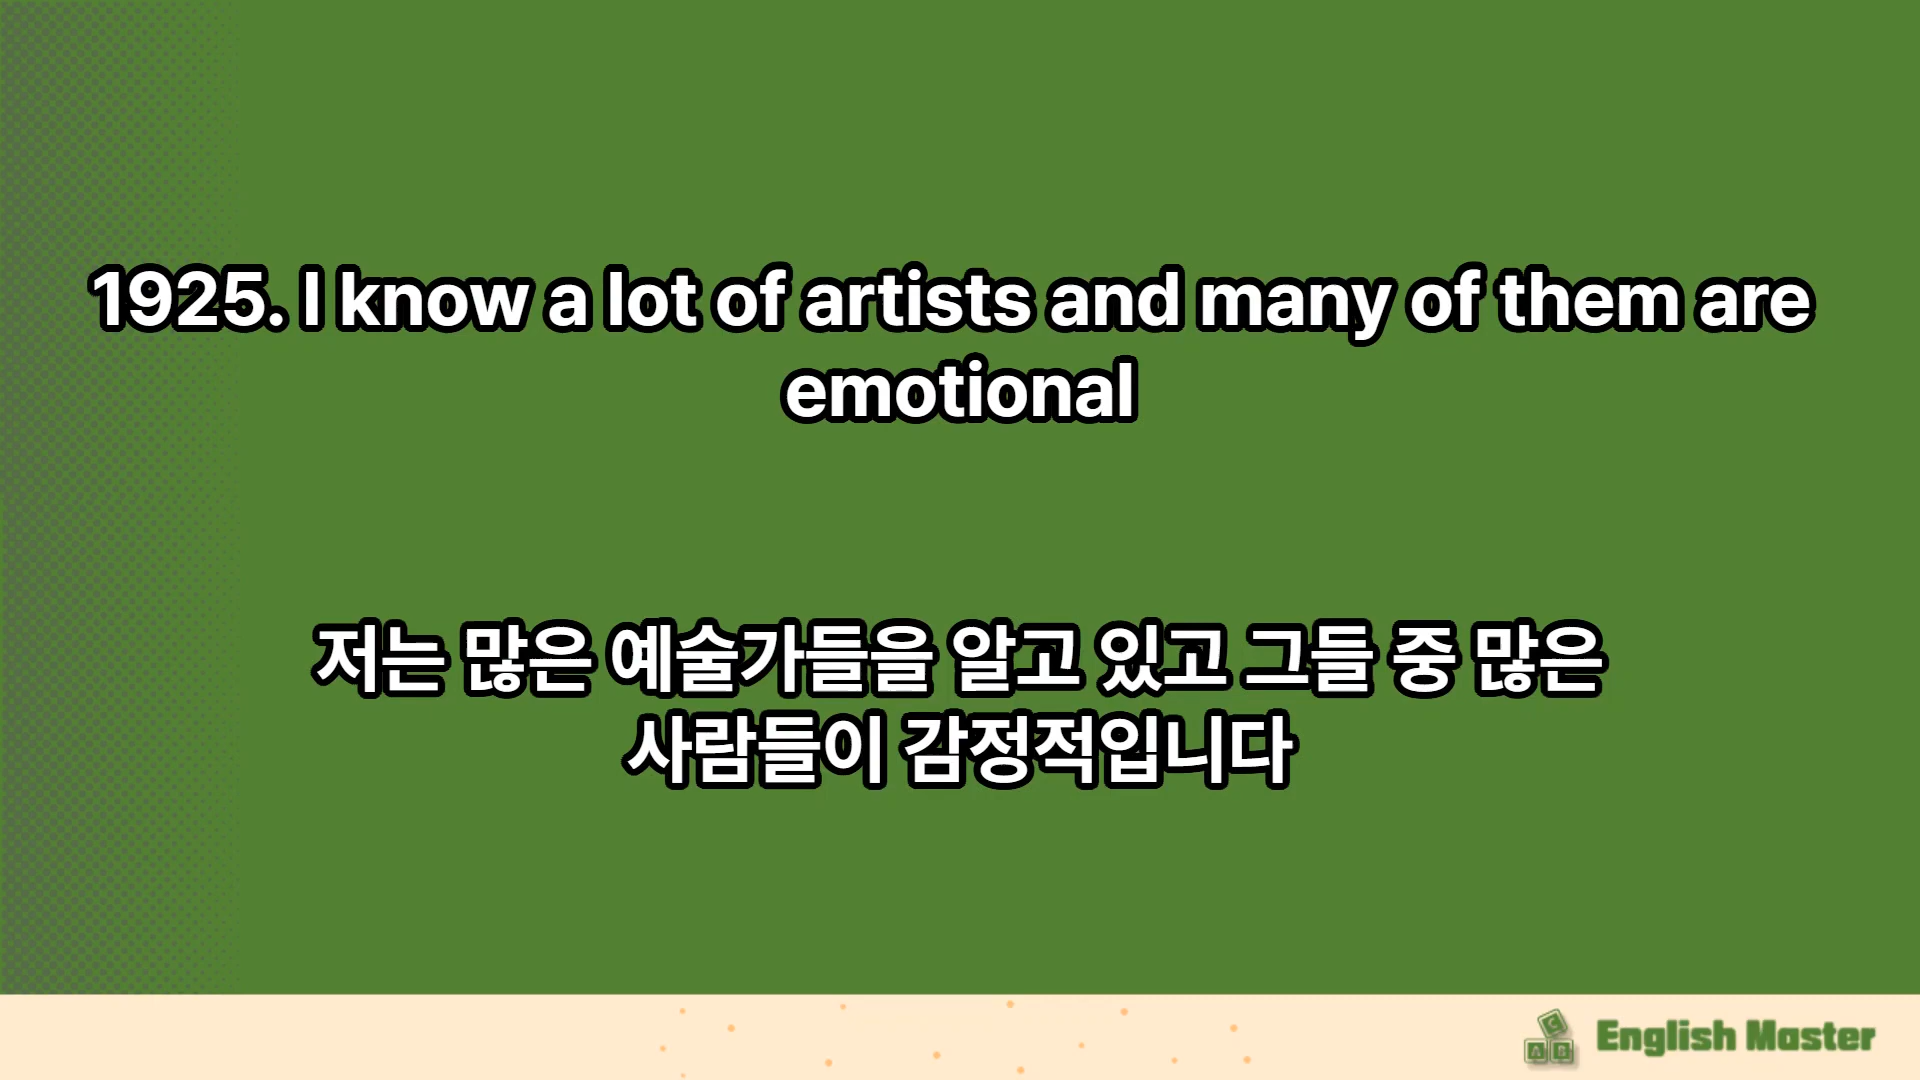 1925. I know a lot of artists and many of them are
emotional
저는 많은 예술가들을 알고 있고 그들 중 많은
사람들이 감정적입니다
C
A B
English Master